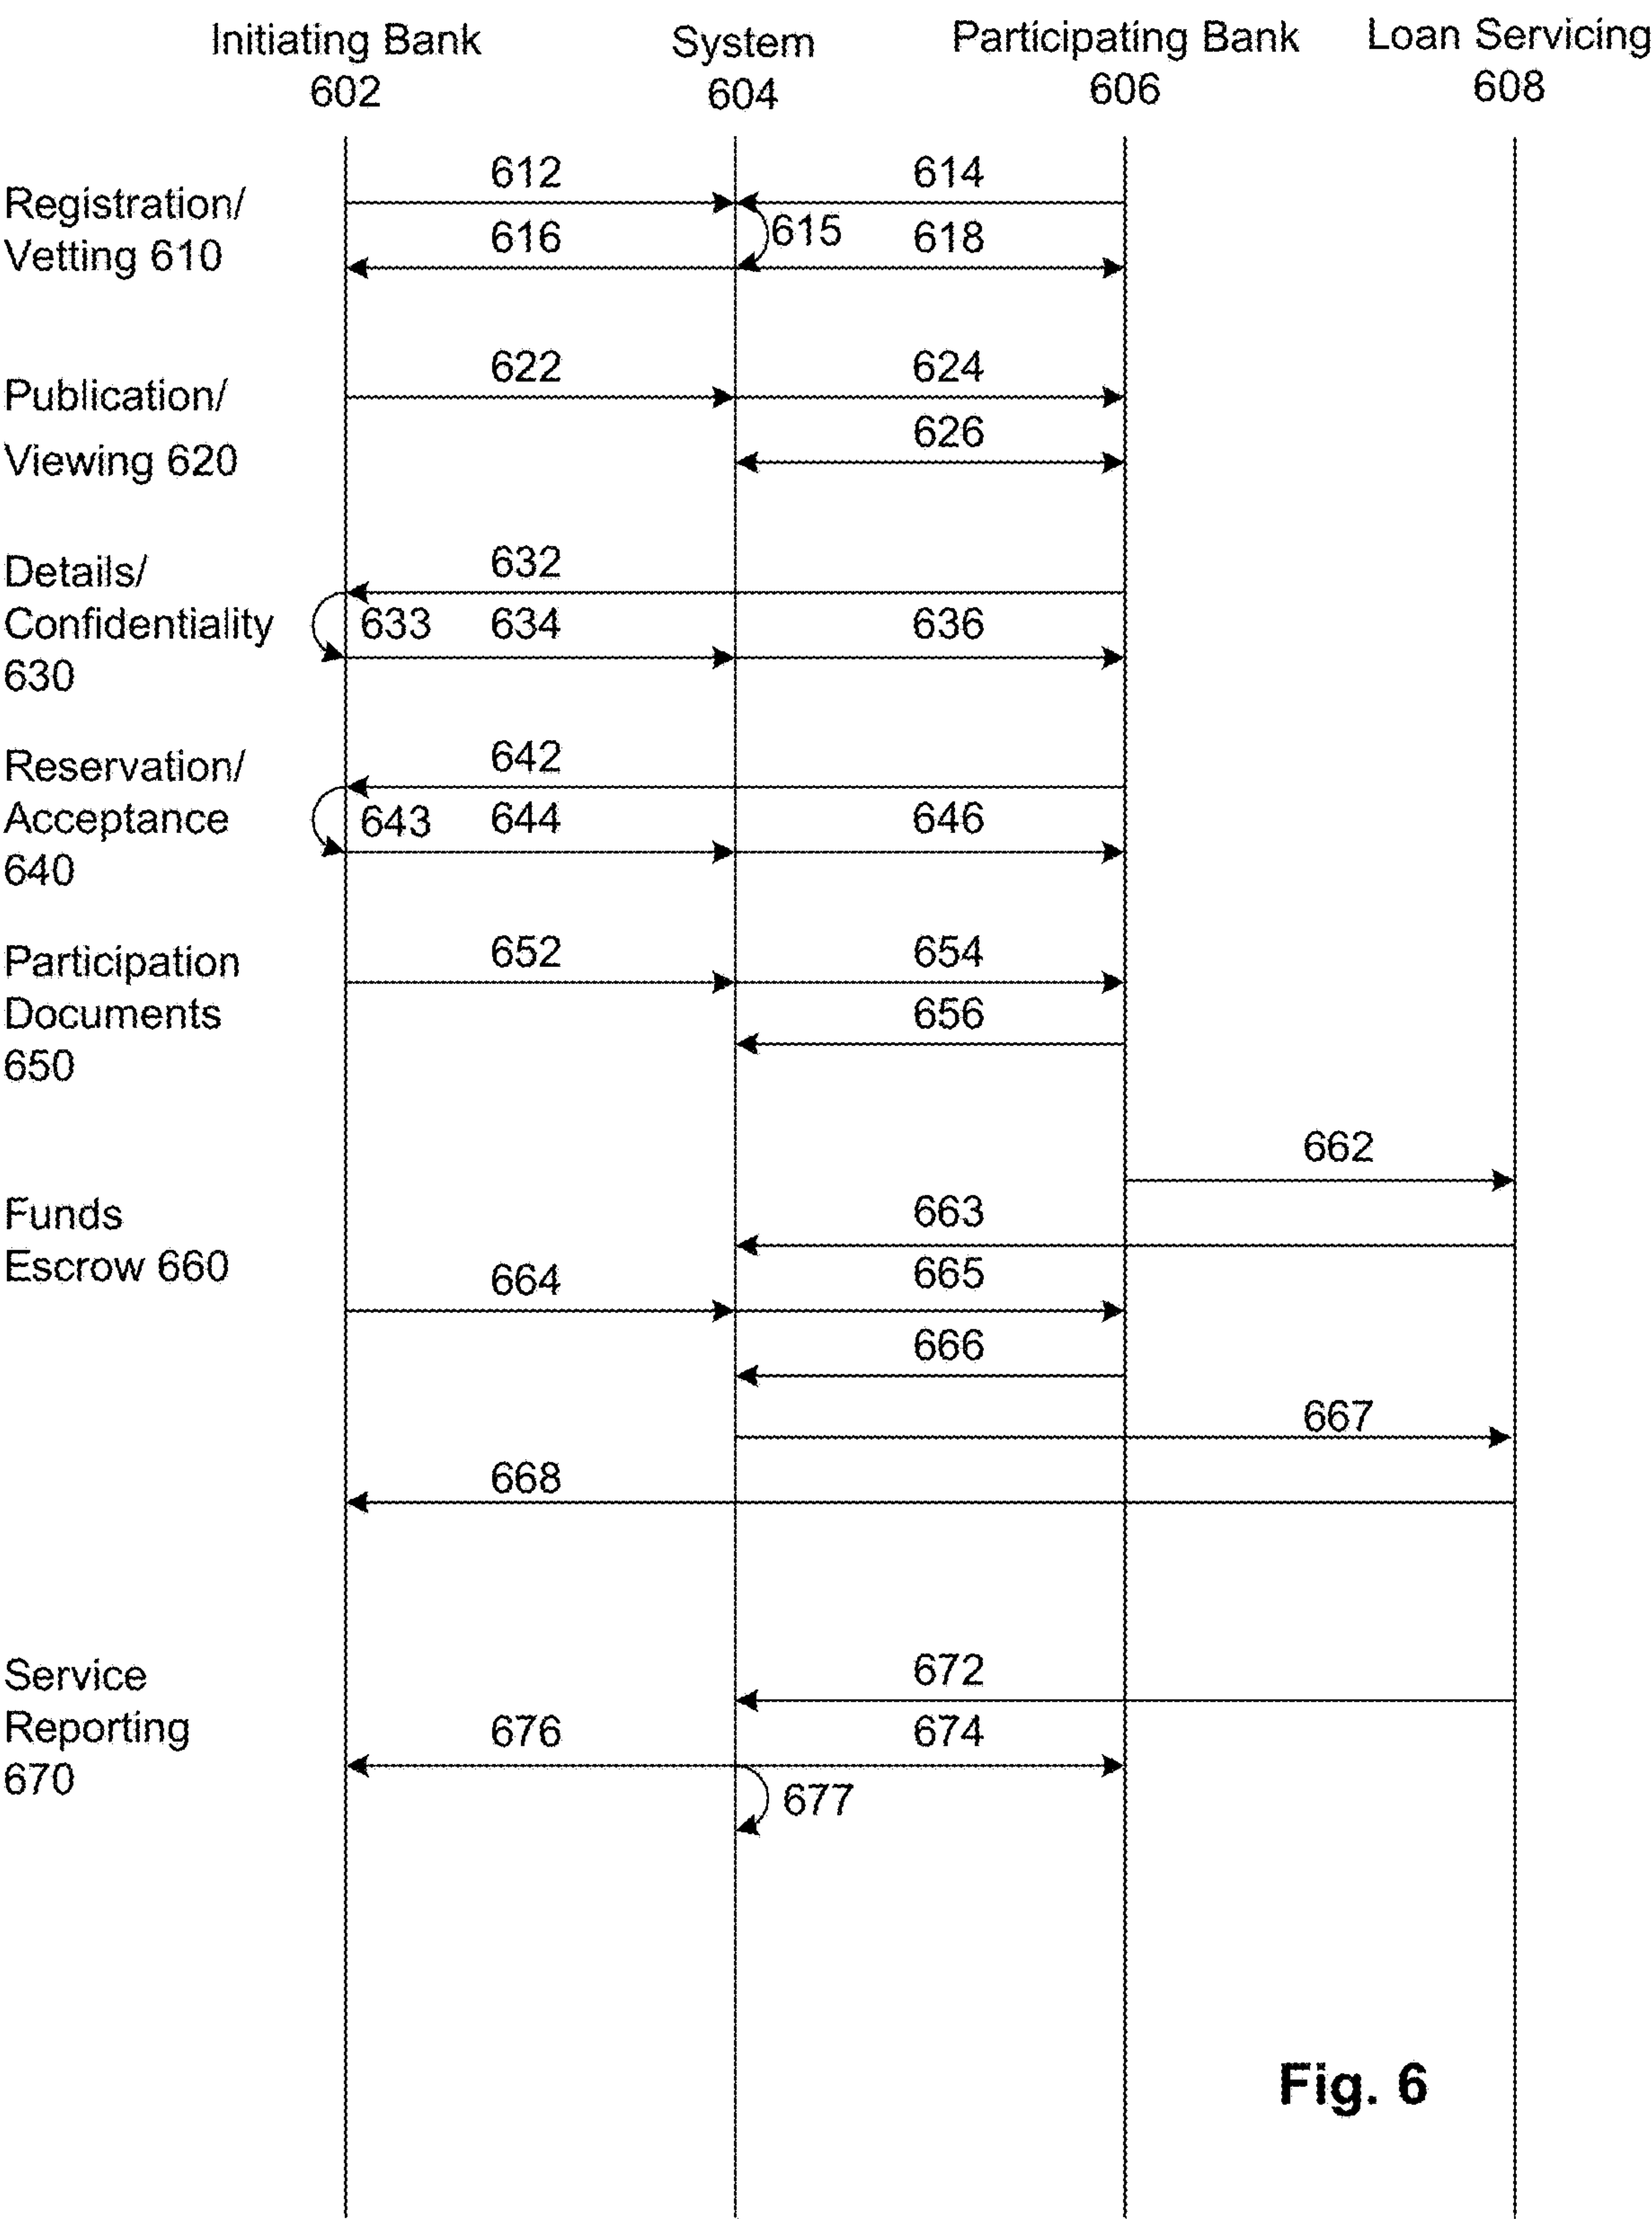 Initiating Bank
602
System
604
Participating Bank
606
Loan Servicing
608
Registration/
Vetting 610
612
614
615
616
618
Publication/
Viewing 620
622
624
626
Details/
Confidentiality
630
632
633
634
636
Reservation/
Acceptance
640
642
643
644
646
Participation
Documents
650
652
654
656
Funds
Escrow 660
662
663
664
665
666
667
668
Service
Reporting
670
672
676
674
677
Fig. 6